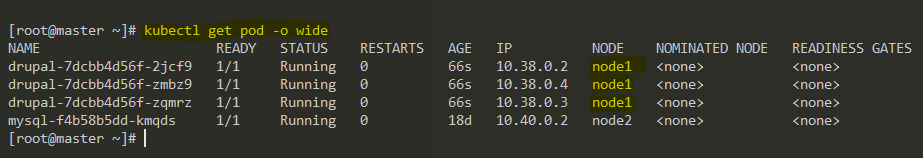 [root@master ~]# kubectl get pod -o wide
NAME READY STATUS RESTARTS AGE IP NODE NOMINATED NODE READINESS GATES
drupal-7dcbb4d56f-2jcf9 1/1 Running 0 66s 10.38.0.2 node1 <none> <none>
drupal-7dcbb4d56f-zmbz9 1/1 Running 0 66s 10.38.0.4 node1 <none> <none>
drupal-7dcbb4d56f-zqmrz 1/1 Running 0 66s 10.38.0.3 node1 <none> <none>
mysql-f4b58b5dd-kmqds 1/1 Running 0 18d 10.40.0.2 node2 <none> <none>
[root@master ~]#